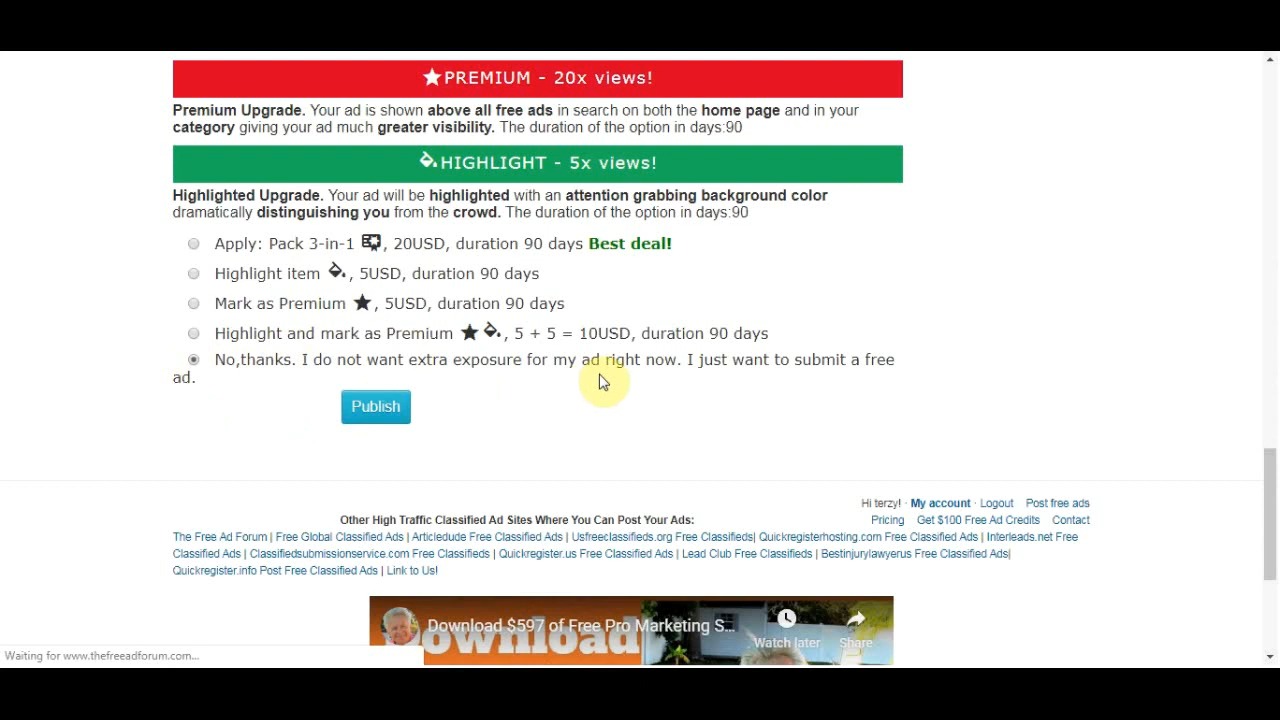 ★PREMIUM - 20x views!
Premium Upgrade. Your ad is shown above all free ads in search on both the home page and in your
category giving your ad much greater visibility. The duration of the option in days:90
HIGHLIGHT - 5x views!
Highlighted Upgrade. Your ad will be highlighted with an attention grabbing background color
dramatically distinguishing you from the crowd. The duration of the option in days:90
Apply: Pack 3-in-1 , 20USD, duration 90 days Best deal!
Highlight item , 5USD, duration 90 days
Mark as Premium ★, 5USD, duration 90 days
Highlight and mark as Premium ★ , 5 + 5 = 10USD, duration 90 days
No,thanks. I do not want extra exposure for my ad right now. I just want to submit a free
ad.
Publish
Hi terzy! · My account · Logout Post free ads
Other High Traffic Classified Ad Sites Where You Can Post Your Ads:
Pricing Get $100 Free Ad Credits Contact
The Free Ad Forum | Free Global Classified Ads | Articledude Free Classified Ads | Usfreeclassifieds.org Free Classifieds| Quickregisterhosting.com Free Classified Ads | Interleads.net Free
Classified Ads | Classifiedsubmissionservice.com Free Classifieds | Quickregister.us Free Classified Ads | Lead Club Free Classifieds | Bestinjurylawyerus Free Classified Ads|
Quickregister.info Post Free Classified Ads | Link to Us!
Download $597 of Free Pro Marketing S...
ownload
Watch later
Share
Waiting for www.thefreeadforum.com...